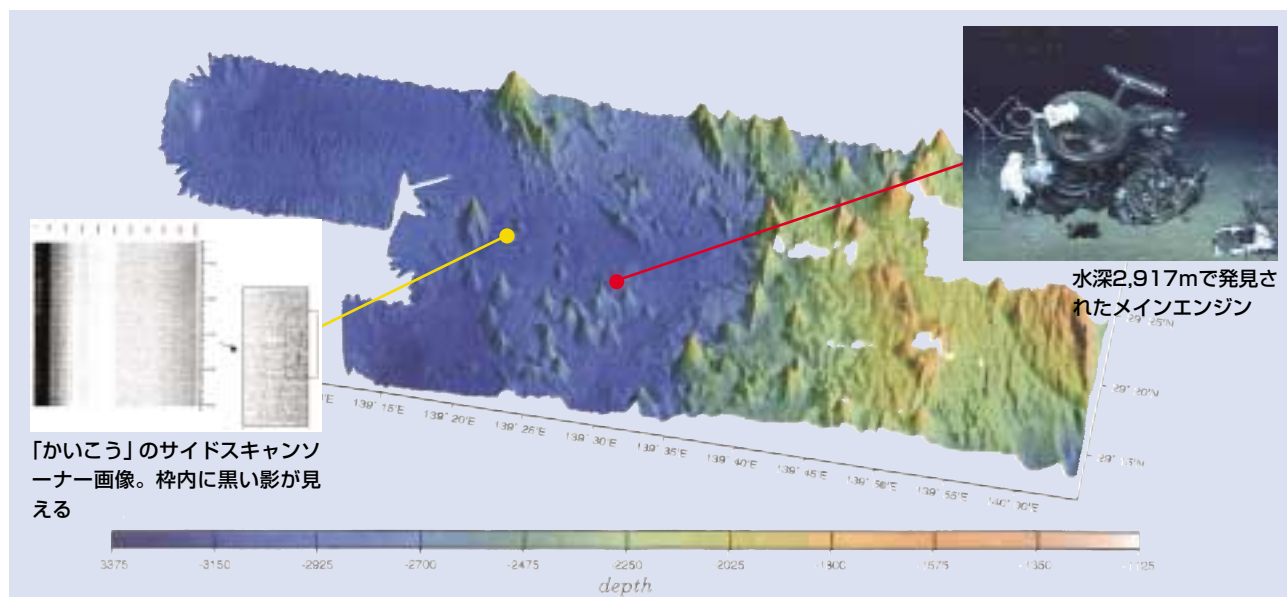 水深2,917mで発見さ
れたメインエンジン
「かいこう」のサイドスキャンソ
ーナー画像。枠内に黒い影が見
える
29° 25'N
29° 20'N
29° 15'N
139° 15'E
139° 20'E
139° 25'E
139° 30'E
139° 35'E
139° 40'E
139° 45'E
139° 50'E
139° 55'E
140° 00'E
3375 -3150 -2925 -2700 -2475 -2250 -2025 -1800 -1575 -1350 -1125
depth